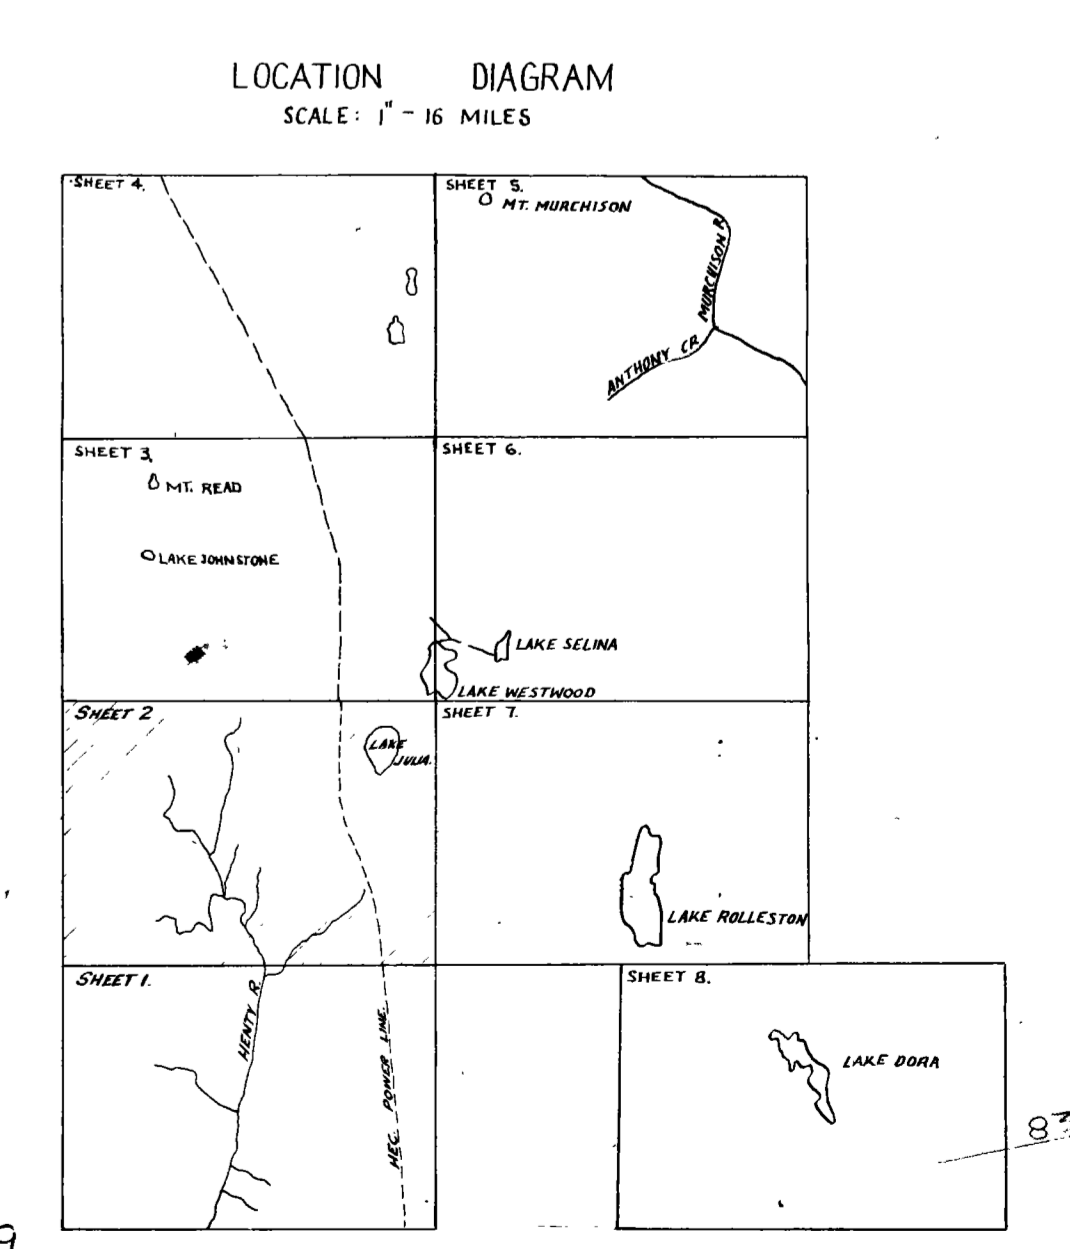 LOCATION DIAGRAM
SCALE: 1" - 16 MILES
SHEET 4.
SHEET 5.
MT. MURCHISON
MURCHISON R.
ANTHONY CR.
SHEET 3.
MT. READ
LAKE JOHNSTONE
SHEET 6.
LAKE SELINA
LAKE WESTWOOD
SHEET 2
LAKE
JULIA.
SHEET 7.
LAKE ROLLESTON
SHEET 1.
HENTY R.
HEC. POWER LINE.
SHEET 8.
LAKE DORA